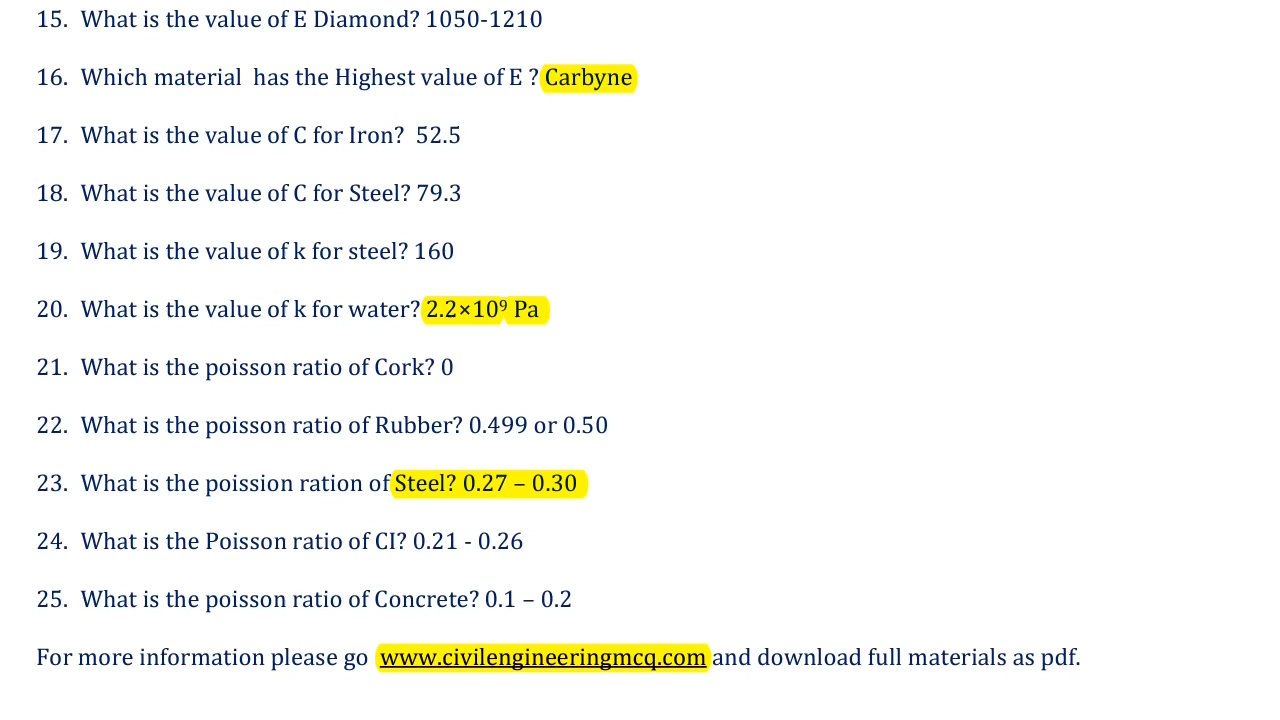 15. What is the value of E Diamond? 1050-1210
16. Which material has the Highest value of E ? Carbyne
17. What is the value of C for Iron? 52.5
18. What is the value of C for Steel? 79.3
19. What is the value of k for steel? 160
20. What is the value of k for water? 2.2×10⁹ Pa
21. What is the poisson ratio of Cork? 0
22. What is the poisson ratio of Rubber? 0.499 or 0.50
23. What is the poission ration of Steel? 0.27 – 0.30
24. What is the Poisson ratio of CI? 0.21 - 0.26
25. What is the poisson ratio of Concrete? 0.1 – 0.2
For more information please go www.civilengineeringmcq.com and download full materials as pdf.